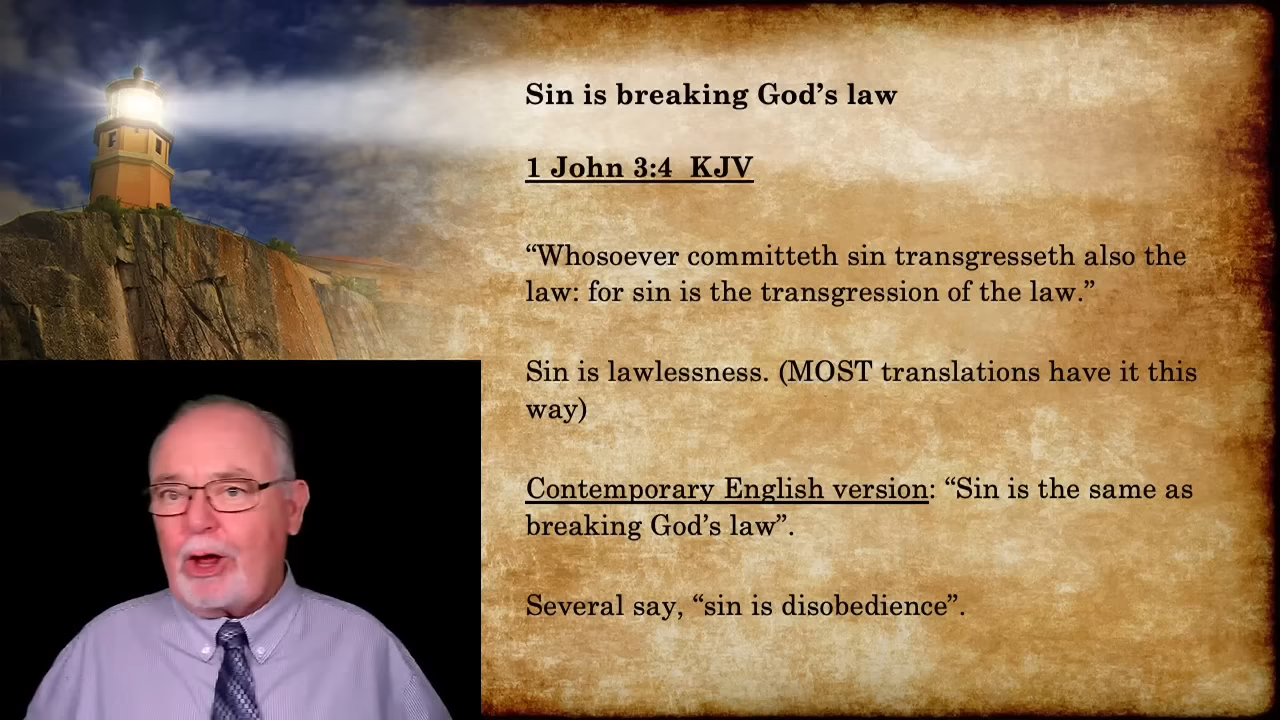 Sin is breaking God’s law
1 John 3:4  KJV
“Whosoever committeth sin transgresseth also the
law: for sin is the transgression of the law.”
Sin is lawlessness. (MOST translations have it this
way)
Contemporary English version: “Sin is the same as
breaking God’s law”.
Several say, “sin is disobedience”.